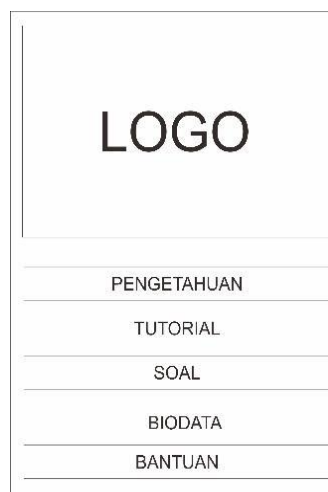 LOGO
PENGETAHUAN
TUTORIAL
SOAL
BIODATA
BANTUAN